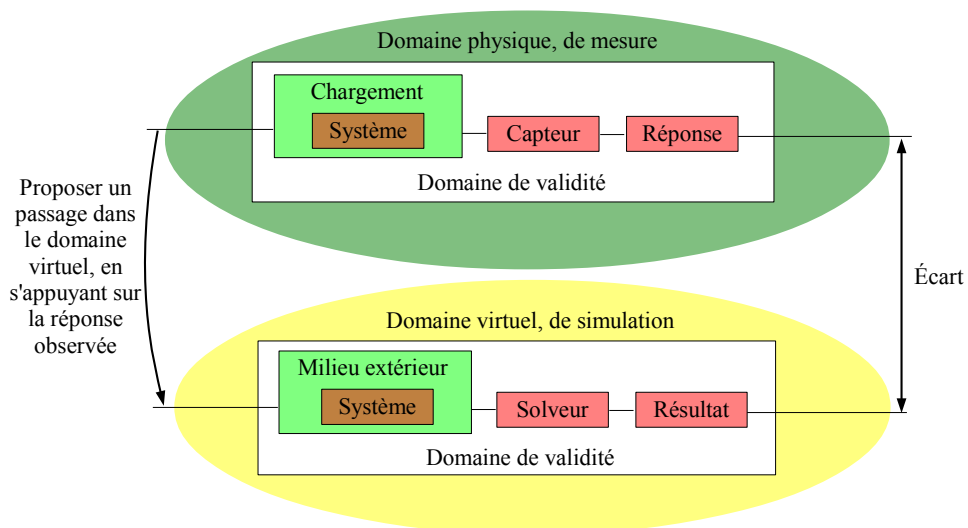 Domaine physique, de mesure
Chargement
Système
Capteur
Réponse
Domaine de validité
Proposer un
passage dans
le domaine
virtuel, en
s'appuyant sur
la réponse
observée
Écart
Domaine virtuel, de simulation
Milieu extérieur
Système
Solveur
Résultat
Domaine de validité